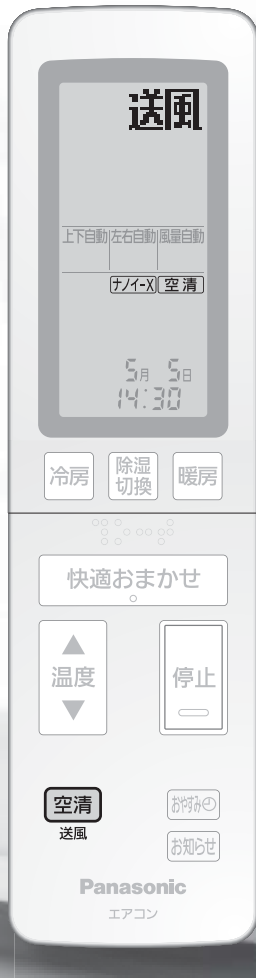 送風
上下自動 左右自動 風量自動
ナノイーX 空清
5月 5日
14:30
冷房 除湿切換 暖房
快適おまかせ
温度 停止
空清 おやすみ
送風 お知らせ
Panasonic
エアコン